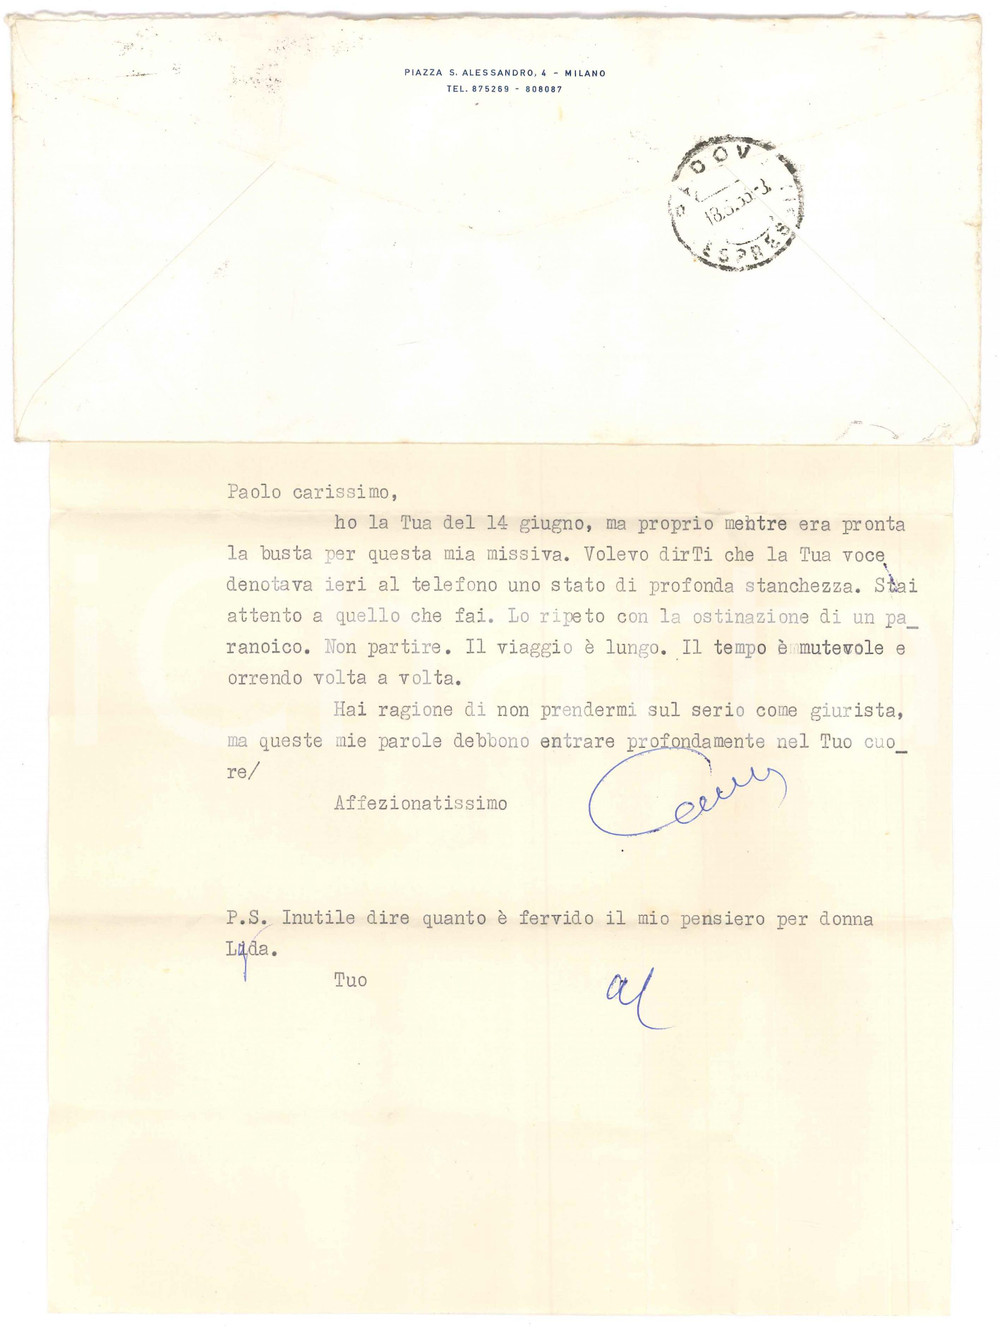 PIAZZA S. ALESSANDRO, 4 - MILANO
TEL. 875269 - 808087
ESPRES
Paolo carissimo,
ho la Tua del 14 giugno, ma proprio mentre era pronta
la busta per questa mia missiva. Volevo dirTi che la Tua voce
denotava ieri al telefono uno stato di profonda stanchezza. Stai
attento a quello che fai. Lo ripeto con la ostinazione di un pa_
ranoico. Non partire. Il viaggio è lungo. Il tempo è mutevole e
orrendo volta a volta.
Hai ragione di non prendermi sul serio come giurista,
ma queste mie parole debbono entrare profondamente nel Tuo cuo_
re/
Affezionatissimo
P.S. Inutile dire quanto è fervido il mio pensiero per donna
Lyda.
Tuo